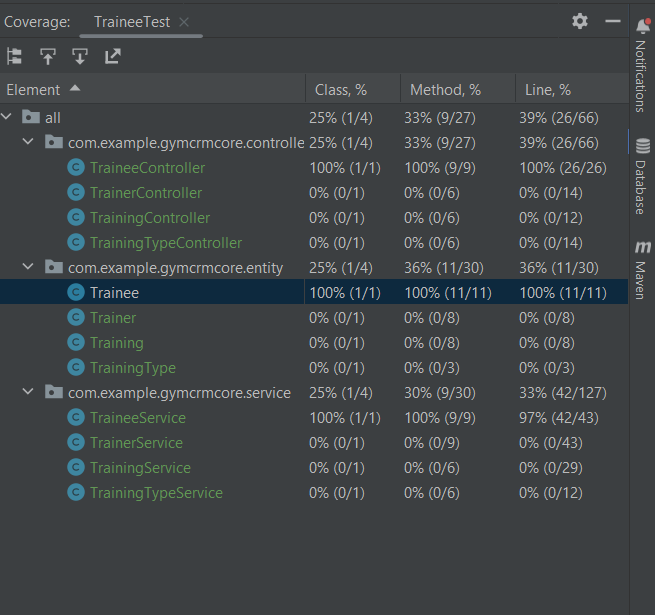 Coverage: TraineeTest
Element Class, % Method, % Line, %
all 25% (1/4) 33% (9/27) 39% (26/66)
com.example.gymcrmcore.controlle 25% (1/4) 33% (9/27) 39% (26/66)
TraineeController 100% (1/1) 100% (9/9) 100% (26/26)
TrainerController 0% (0/1) 0% (0/6) 0% (0/14)
TrainingController 0% (0/1) 0% (0/6) 0% (0/12)
TrainingTypeController 0% (0/1) 0% (0/6) 0% (0/14)
com.example.gymcrmcore.entity 25% (1/4) 36% (11/30) 36% (11/30)
Trainee 100% (1/1) 100% (11/11) 100% (11/11)
Trainer 0% (0/1) 0% (0/8) 0% (0/8)
Training 0% (0/1) 0% (0/8) 0% (0/8)
TrainingType 0% (0/1) 0% (0/3) 0% (0/3)
com.example.gymcrmcore.service 25% (1/4) 30% (9/30) 33% (42/127)
TraineeService 100% (1/1) 100% (9/9) 97% (42/43)
TrainerService 0% (0/1) 0% (0/9) 0% (0/43)
TrainingService 0% (0/1) 0% (0/6) 0% (0/29)
TrainingTypeService 0% (0/1) 0% (0/6) 0% (0/12)
Notifications
Database
m
Maven